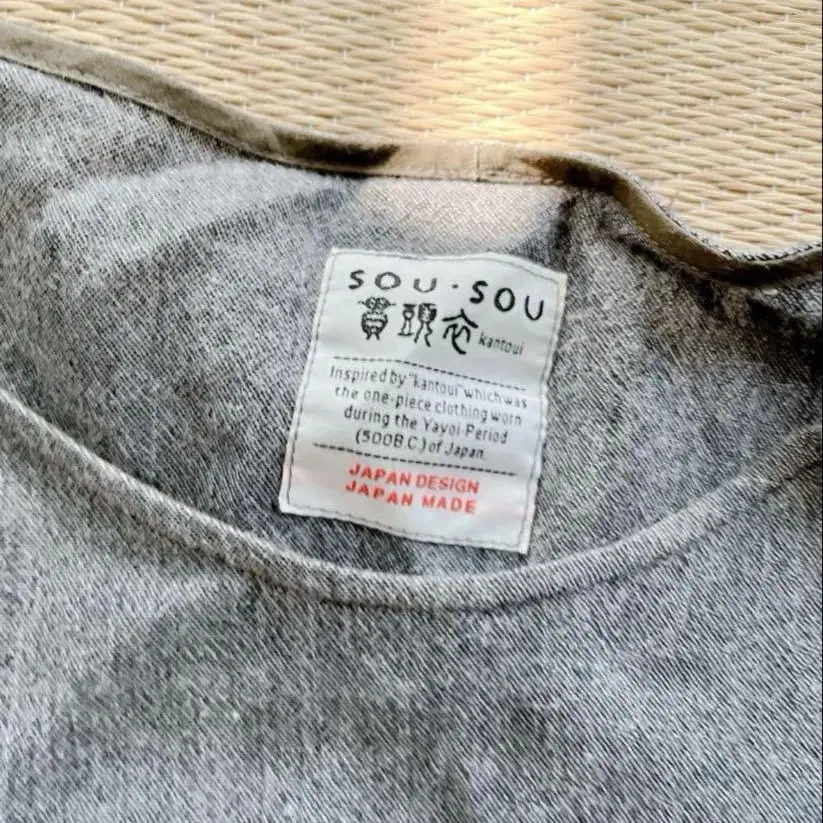 SOU・SOU
貫頭衣 kantoui
Inspired by "kantoui" which was
the one-piece clothing worn
during the Yayoi Period
(500B.C.) of Japan.
JAPAN DESIGN
JAPAN MADE